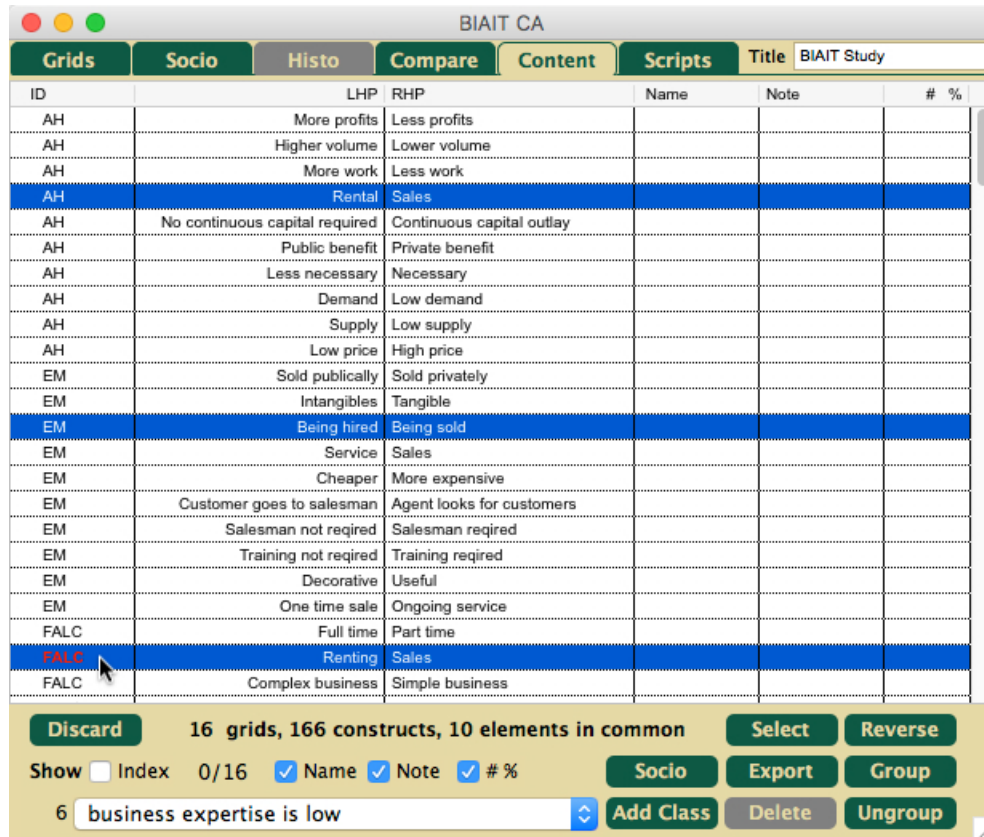 BIAIT CA
Grids Socio Histo Compare Content Scripts Title BIAIT Study
ID LHP RHP Name Note # %
AH More profits Less profits
AH Higher volume Lower volume
AH More work Less work
AH Rental Sales
AH No continuous capital required Continuous capital outlay
AH Public benefit Private benefit
AH Less necessary Necessary
AH Demand Low demand
AH Supply Low supply
AH Low price High price
EM Sold publically Sold privately
EM Intangibles Tangible
EM Being hired Being sold
EM Service Sales
EM Cheaper More expensive
EM Customer goes to salesman Agent looks for customers
EM Salesman not reqired Salesman reqired
EM Training not reqired Training reqired
EM Decorative Useful
EM One time sale Ongoing service
FALC Full time Part time
FALC Renting Sales
FALC Complex business Simple business
Discard 16 grids, 166 constructs, 10 elements in common Select Reverse
Show Index 0/16 Name Note # % Socio Export Group
6 business expertise is low Add Class Delete Ungroup